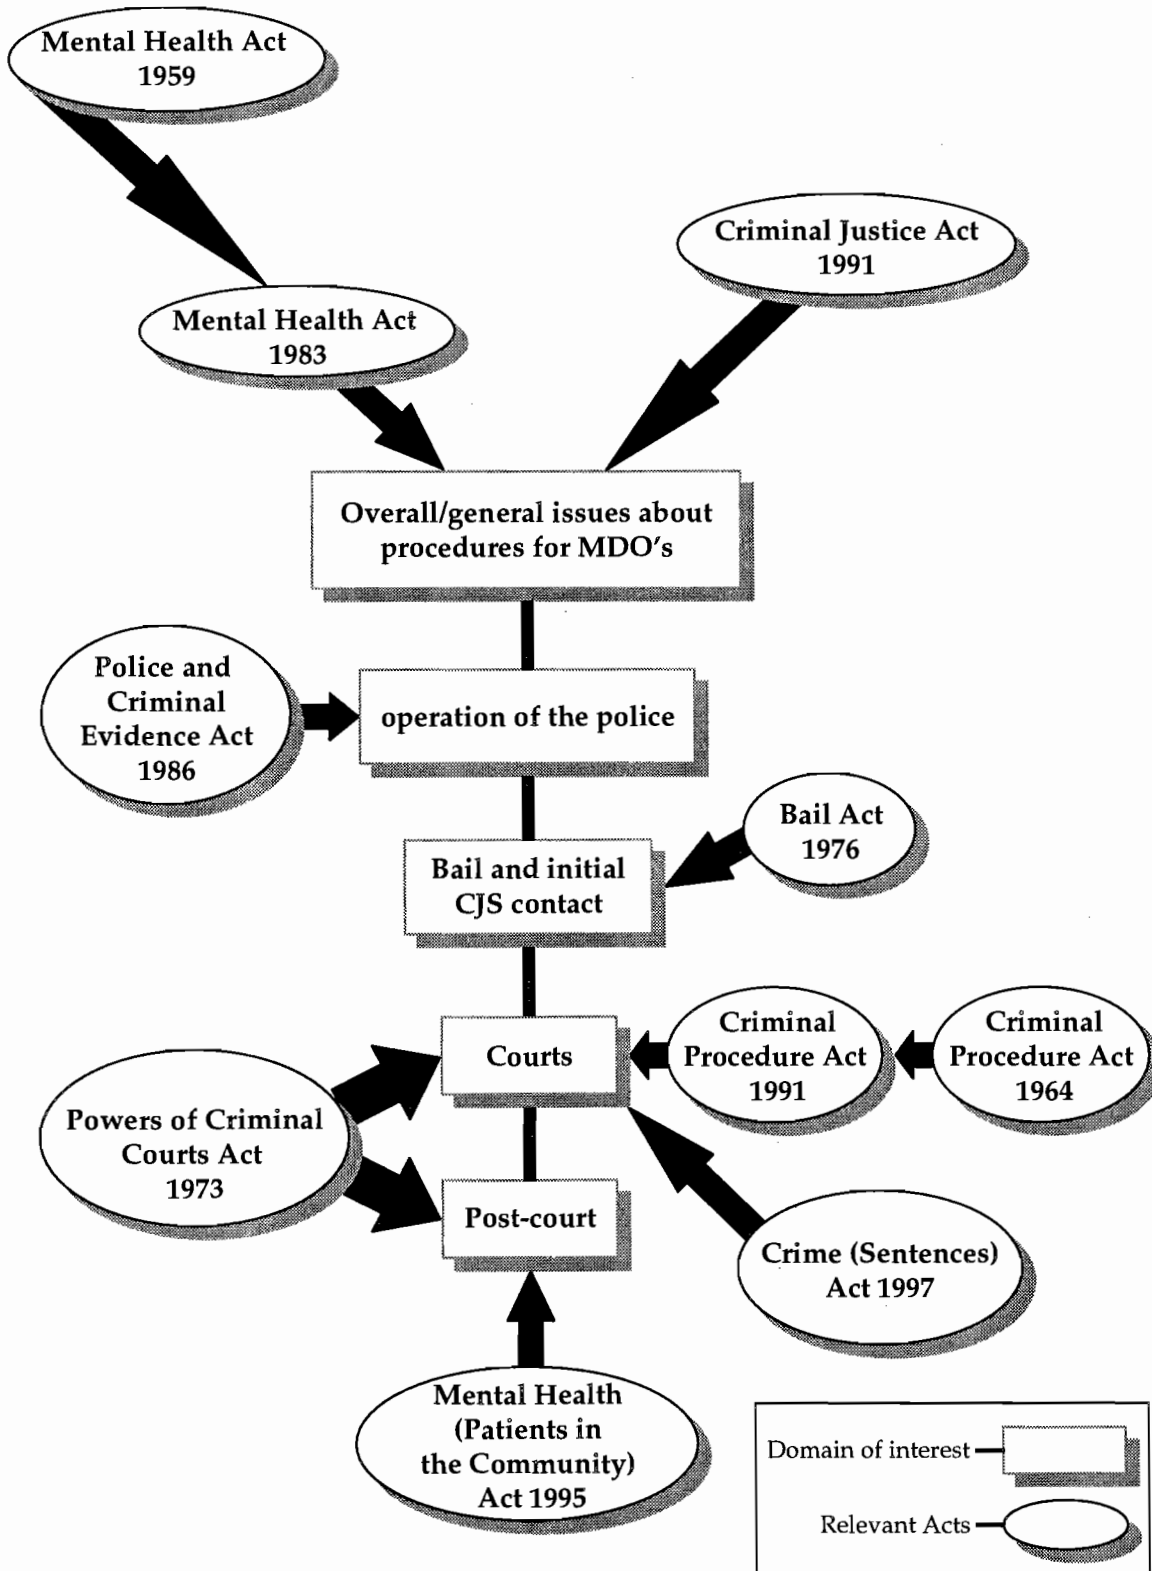 Mental Health Act
1959
Criminal Justice Act
1991
Mental Health Act
1983
Overall/general issues about
procedures for MDO's
Police and
Criminal
Evidence Act
1986
operation of the police
Bail Act
1976
Bail and initial
CJS contact
Courts
Criminal
Procedure Act
1991
Criminal
Procedure Act
1964
Powers of Criminal
Courts Act
1973
Post-court
Crime (Sentences)
Act 1997
Mental Health
(Patients in
the Community)
Act 1995
Domain of interest
Relevant Acts